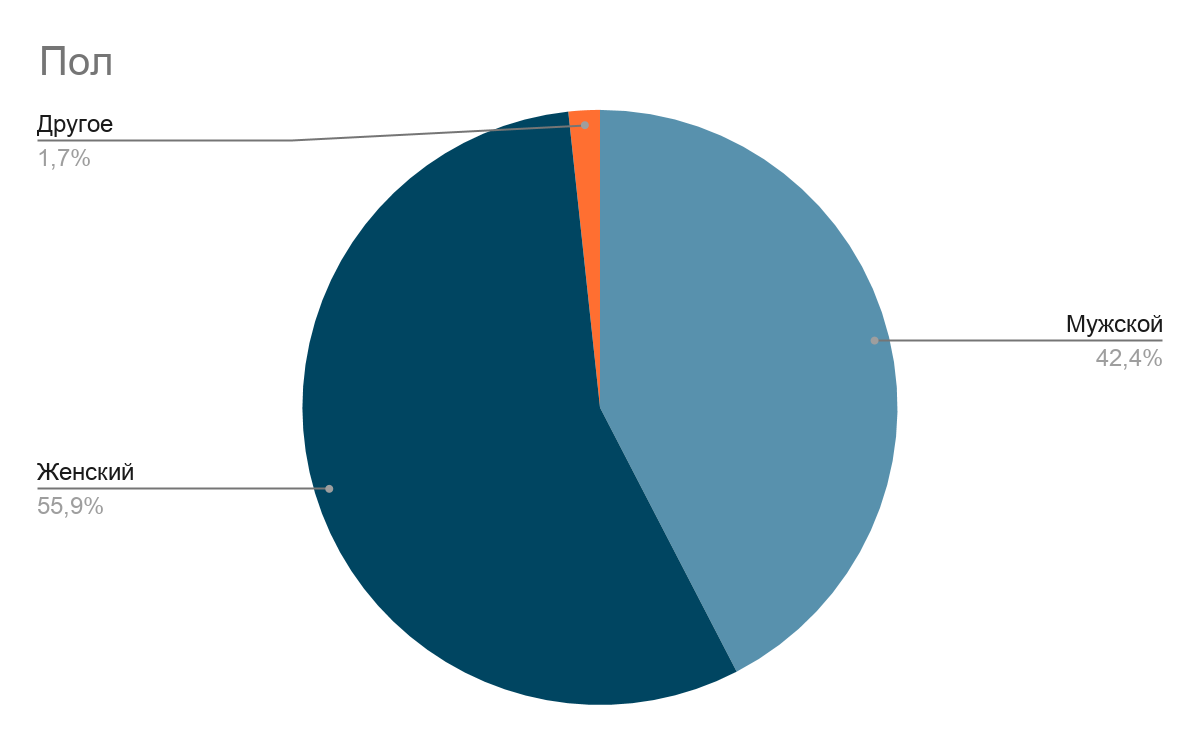 Пол
Другое
1,7%
Мужской
42,4%
Женский
55,9%